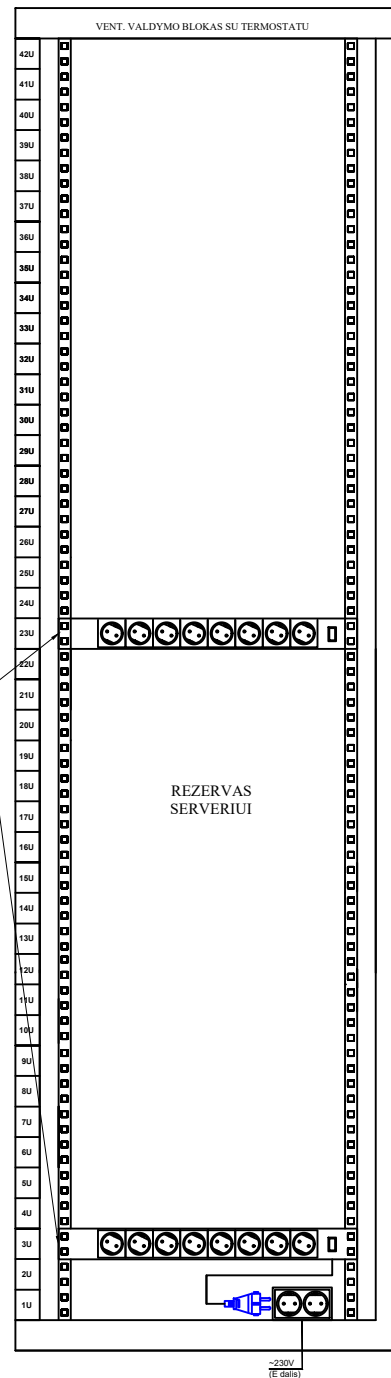 VENT. VALDYMO BLOKAS SU TERMOSTATU
42U
41U
40U
39U
38U
37U
36U
35U
34U
33U
32U
31U
30U
29U
28U
27U
26U
25U
24U
23U
22U
21U
20U
19U
18U
REZERVAS
SERVERIUI
17U
16U
15U
14U
13U
12U
11U
10U
9U
8U
7U
6U
5U
4U
3U
2U
1U
~230V
(E dalis)